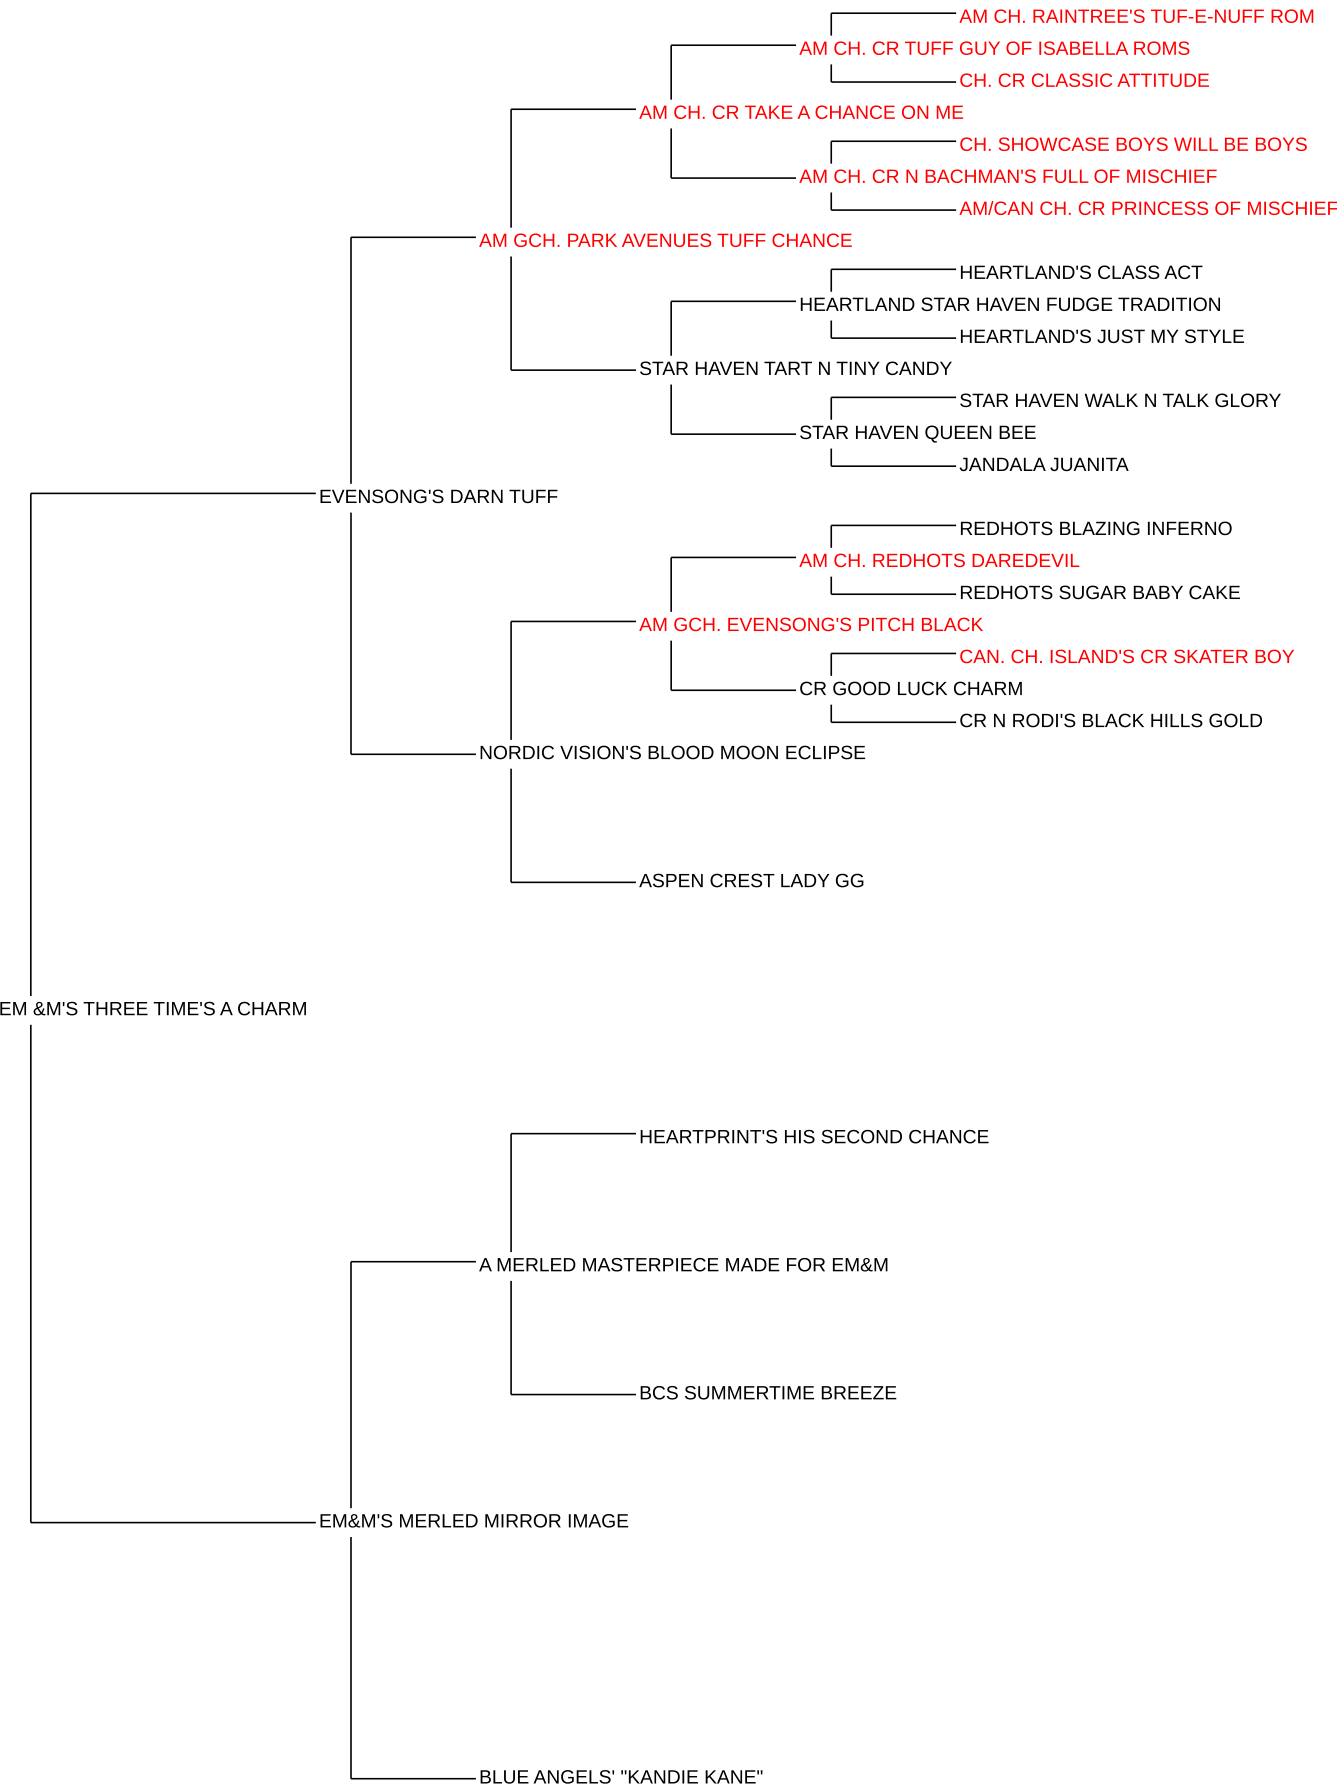 AM CH. RAINTREE'S TUF-E-NUFF ROM
AM CH. CR TUFF GUY OF ISABELLA ROMS
CH. CR CLASSIC ATTITUDE
AM CH. CR TAKE A CHANCE ON ME
CH. SHOWCASE BOYS WILL BE BOYS
AM CH. CR N BACHMAN'S FULL OF MISCHIEF
AM/CAN CH. CR PRINCESS OF MISCHIEF
AM GCH. PARK AVENUES TUFF CHANCE
HEARTLAND'S CLASS ACT
HEARTLAND STAR HAVEN FUDGE TRADITION
HEARTLAND'S JUST MY STYLE
STAR HAVEN TART N TINY CANDY
STAR HAVEN WALK N TALK GLORY
STAR HAVEN QUEEN BEE
JANDALA JUANITA
EVENSONG'S DARN TUFF
REDHOTS BLAZING INFERNO
AM CH. REDHOTS DAREDEVIL
REDHOTS SUGAR BABY CAKE
AM GCH. EVENSONG'S PITCH BLACK
CAN. CH. ISLAND'S CR SKATER BOY
CR GOOD LUCK CHARM
CR N RODI'S BLACK HILLS GOLD
NORDIC VISION'S BLOOD MOON ECLIPSE
ASPEN CREST LADY GG
EM &M'S THREE TIME'S A CHARM
HEARTPRINT'S HIS SECOND CHANCE
A MERLED MASTERPIECE MADE FOR EM&M
BCS SUMMERTIME BREEZE
EM&M'S MERLED MIRROR IMAGE
BLUE ANGELS' "KANDIE KANE"